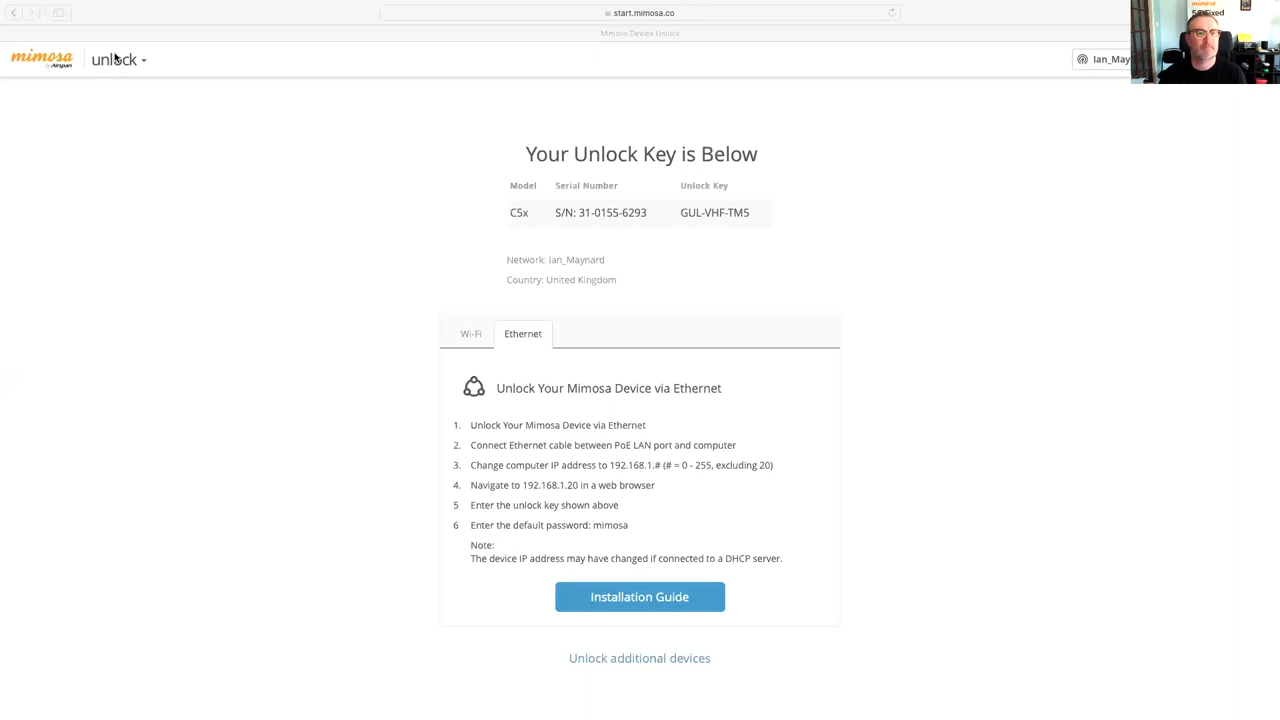 start.mimosa.co
Mimosa Device Unlock
mimosa
by Airspan
unlock
Ian_May
mimosa
Your Unlock Key is Below
Model Serial Number Unlock Key
C5x S/N: 31-0155-6293 GUL-VHF-TM5
Network: Ian_Maynard
Country: United Kingdom
Wi-Fi Ethernet
Unlock Your Mimosa Device via Ethernet
1. Unlock Your Mimosa Device via Ethernet
2. Connect Ethernet cable between PoE LAN port and computer
3. Change computer IP address to 192.168.1.# (# = 0 - 255, excluding 20)
4. Navigate to 192.168.1.20 in a web browser
5 Enter the unlock key shown above
6 Enter the default password: mimosa
Note:
The device IP address may have changed if connected to a DHCP server.
Installation Guide
Unlock additional devices